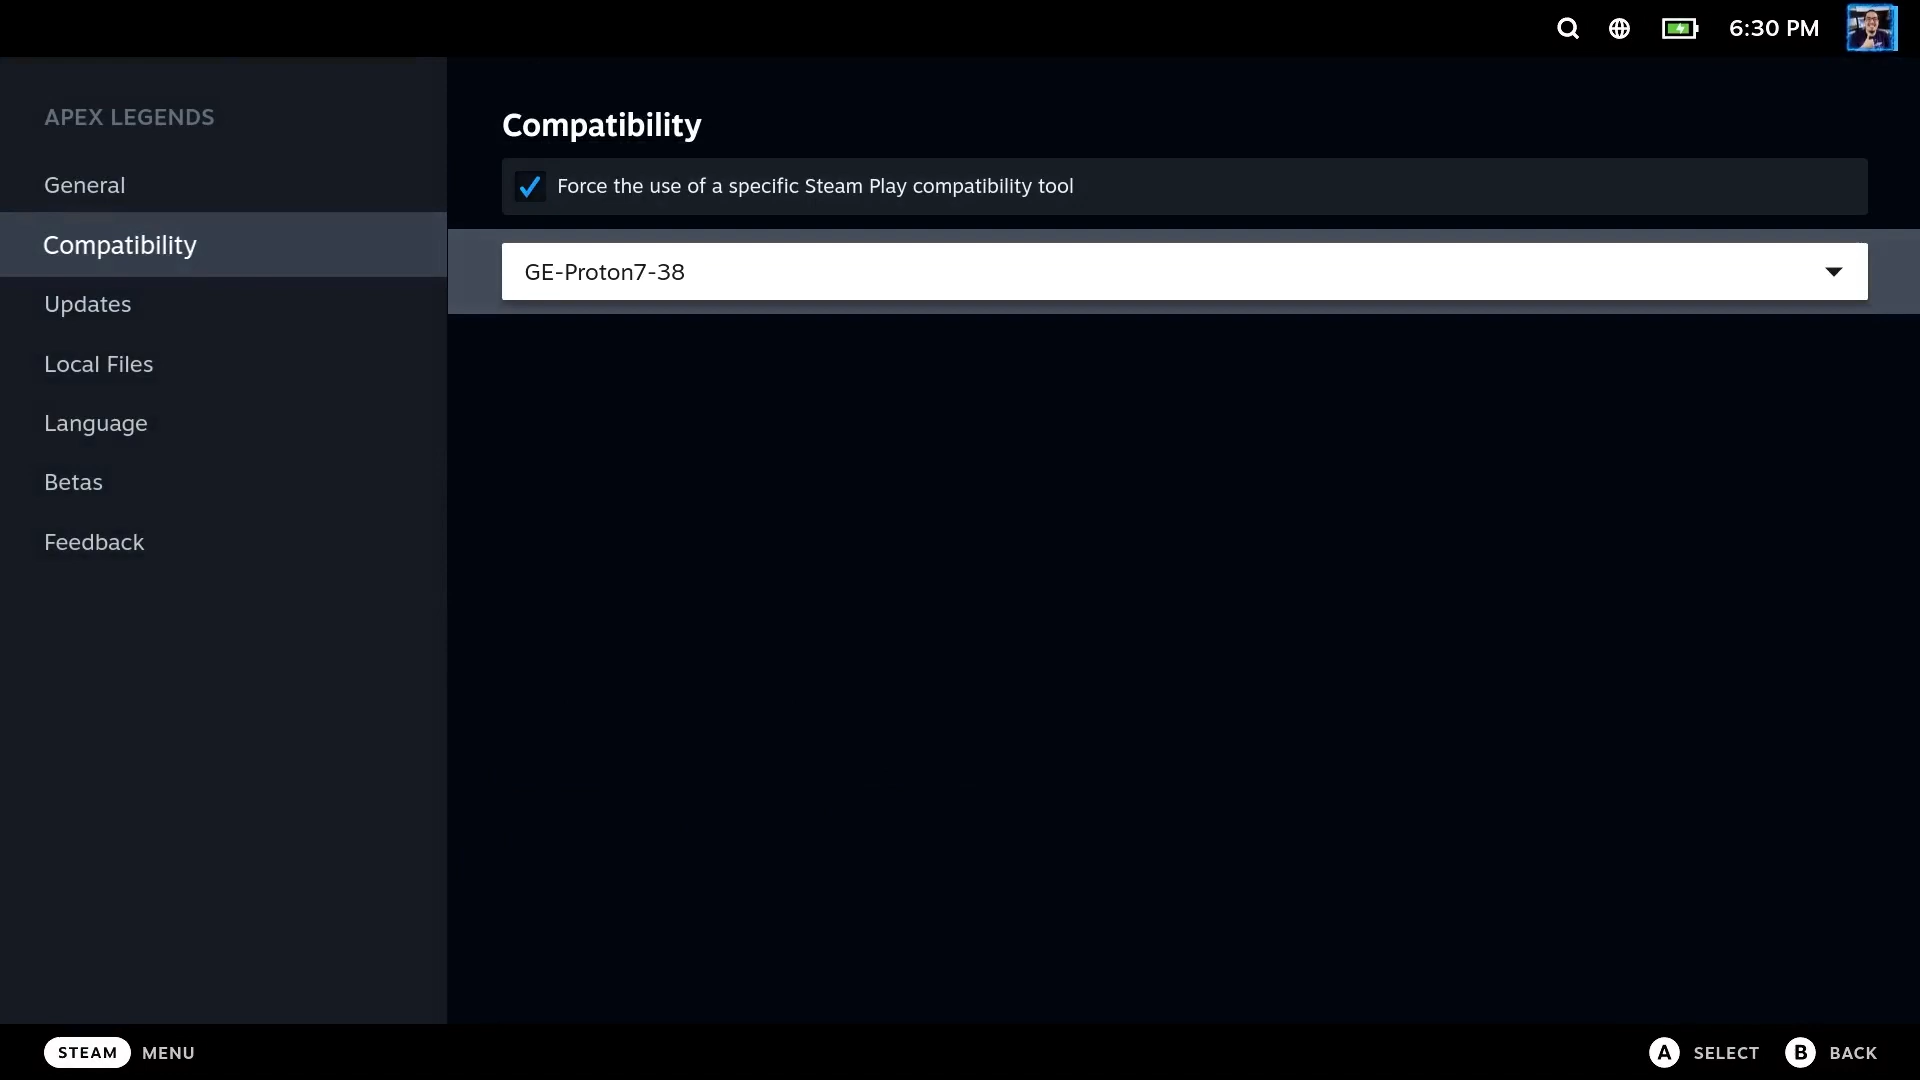 6:30 PM
APEX LEGENDS
General
Compatibility
Updates
Local Files
Language
Betas
Feedback
Compatibility
Force the use of a specific Steam Play compatibility tool
GE-Proton7-38
STEAM MENU
A SELECT B BACK